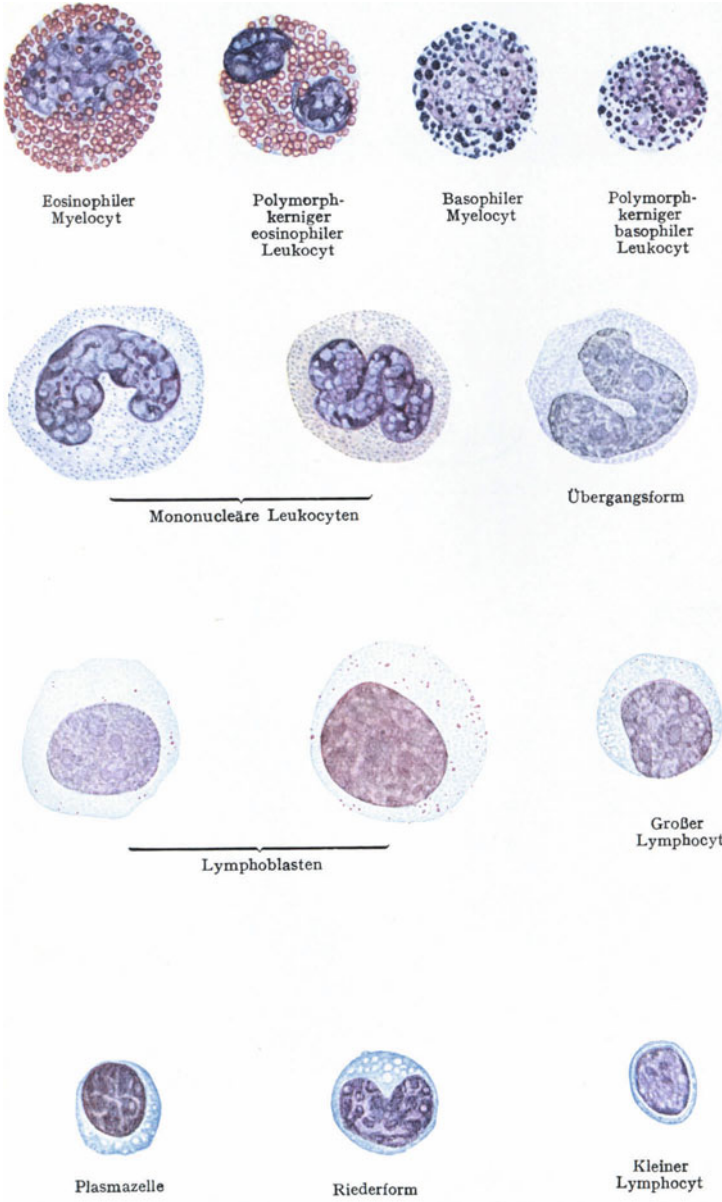 Eosinophiler
Myelocyt
Polymorph-
kerniger
eosinophiler
Leukocyt
Basophiler
Myelocyt
Polymorph-
kerniger
basophiler
Leukocyt
Mononucleäre Leukocyten
Übergangsform
Lymphoblasten
Großer
Lymphocyt
Plasmazelle
Riederform
Kleiner
Lymphocyt